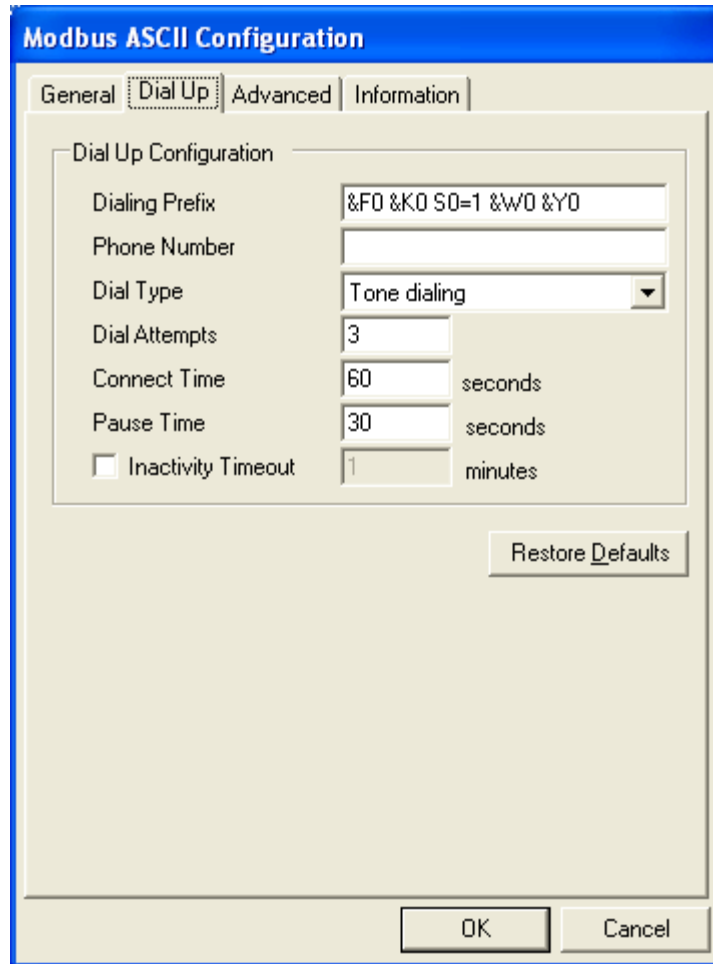 Modbus ASCII Configuration
General Dial Up Advanced Information
Dial Up Configuration
Dialing Prefix &F0 &K0 S0=1 &W0 &Y0
Phone Number
Dial Type Tone dialing
Dial Attempts 3
Connect Time 60 seconds
Pause Time 30 seconds
Inactivity Timeout 1 minutes
Restore Defaults
OK Cancel